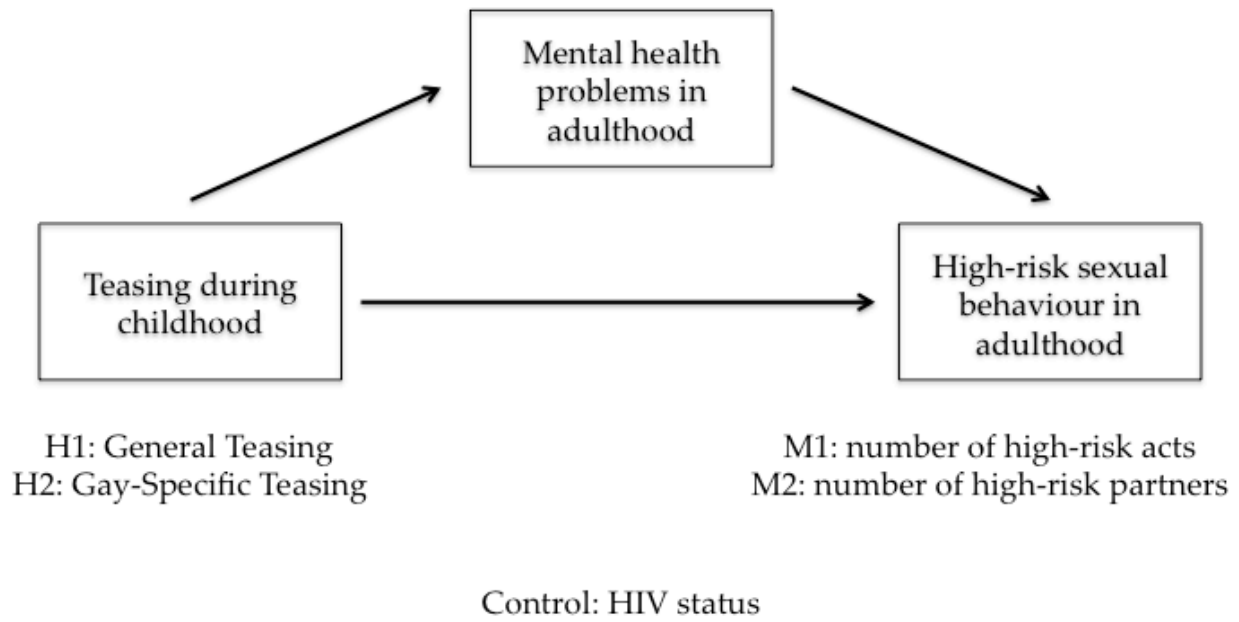 Mental health
problems in
adulthood
Teasing during
childhood
High-risk sexual
behaviour in
adulthood
H1: General Teasing
H2: Gay-Specific Teasing
M1: number of high-risk acts
M2: number of high-risk partners
Control: HIV status